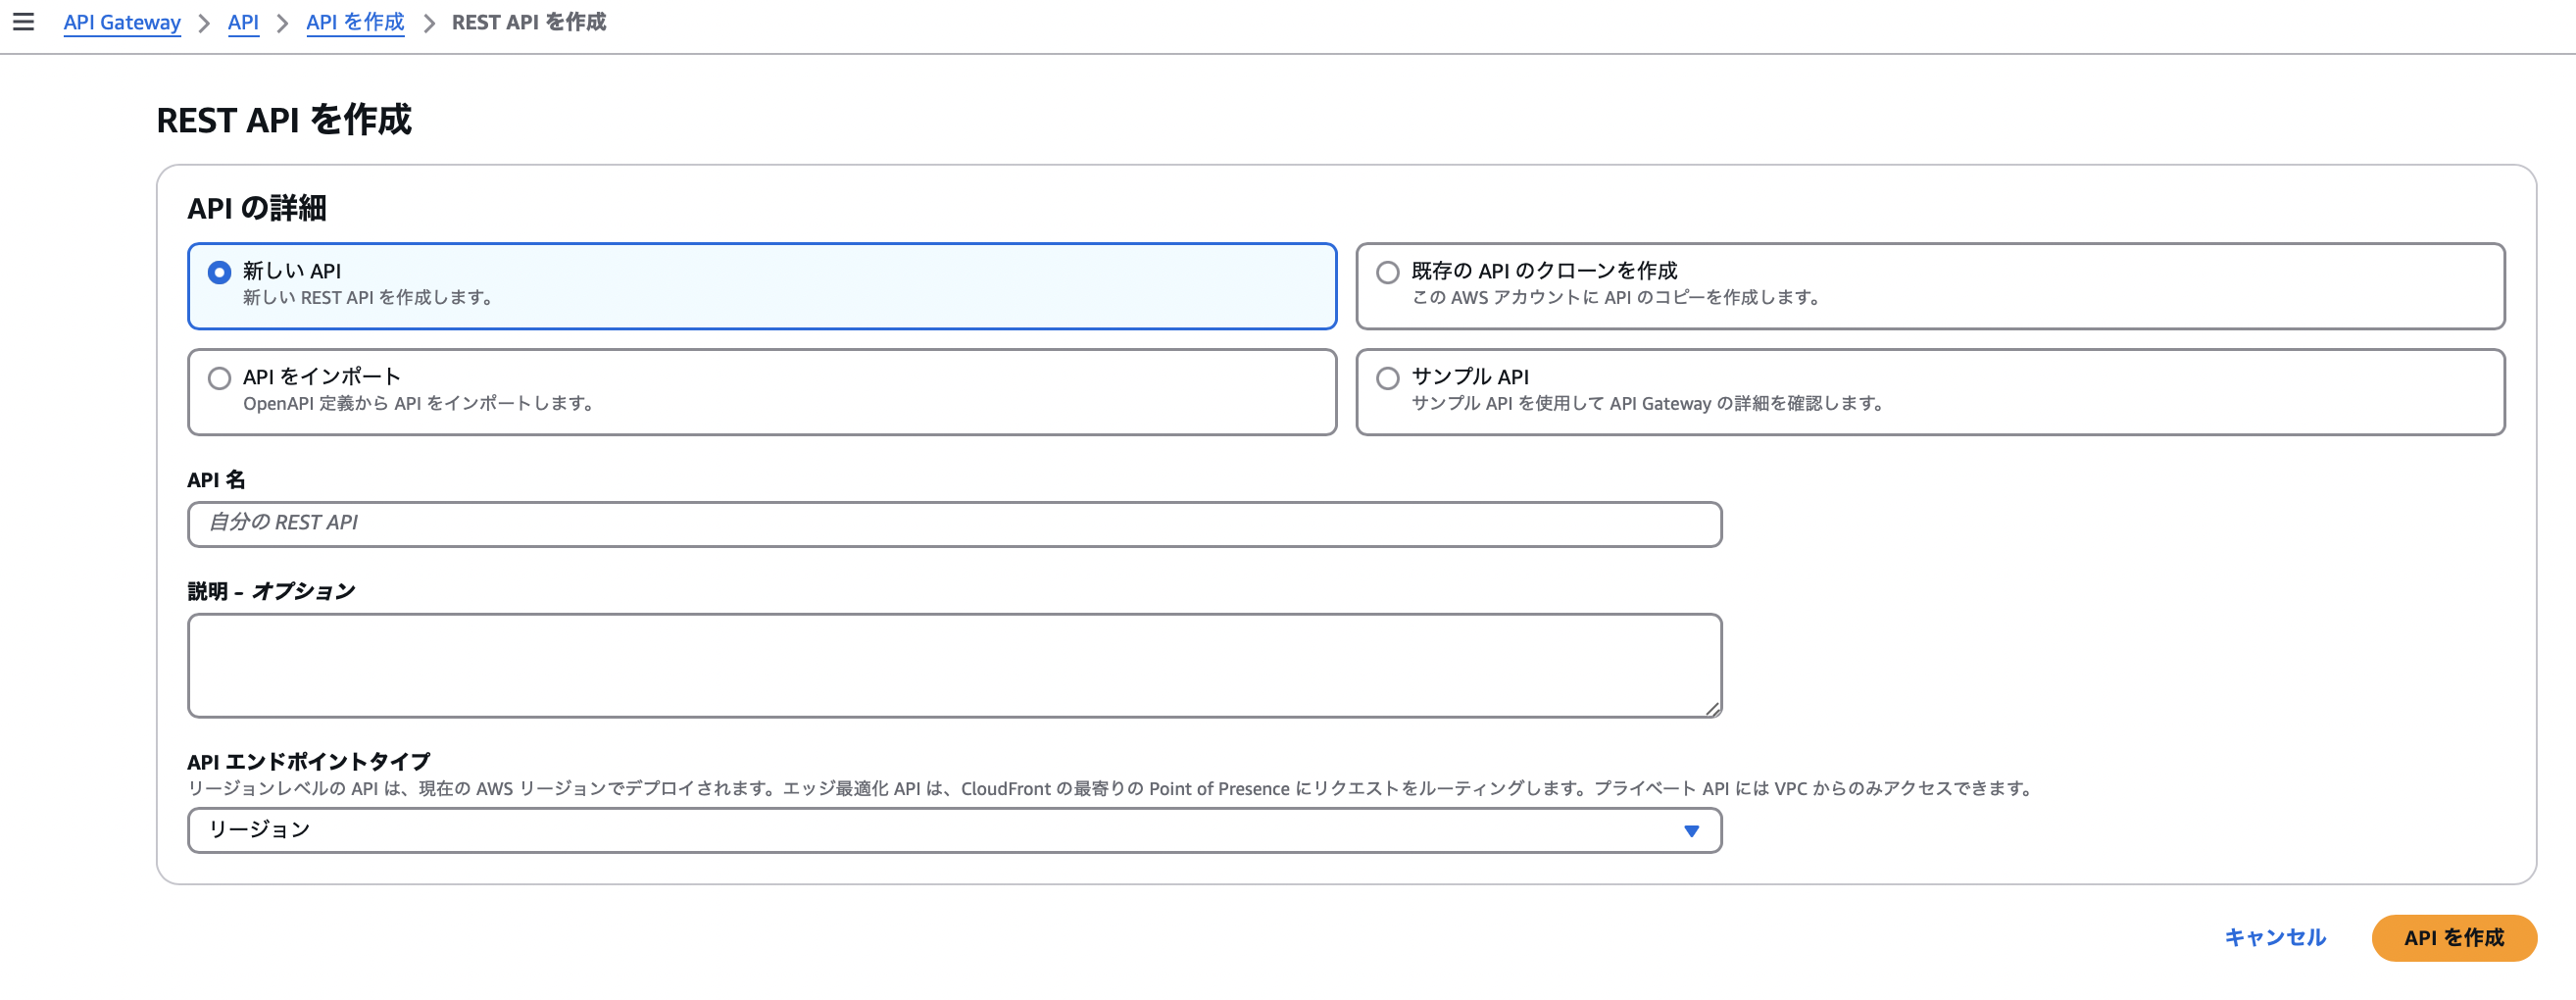 API Gateway > API > API を作成 > REST API を作成
REST API を作成
API の詳細
新しい API
新しい REST API を作成します。
既存の API のクローンを作成
この AWS アカウントに API のコピーを作成します。
API をインポート
OpenAPI 定義から API をインポートします。
サンプル API
サンプル API を使用して API Gateway の詳細を確認します。
API 名
自分の REST API
説明 - オプション
API エンドポイントタイプ
リージョンレベルの API は、現在の AWS リージョンでデプロイされます。エッジ最適化 API は、CloudFront の最寄りの Point of Presence にリクエストをルーティングします。プライベート API には VPC からのみアクセスできます。
リージョン
キャンセル
API を作成